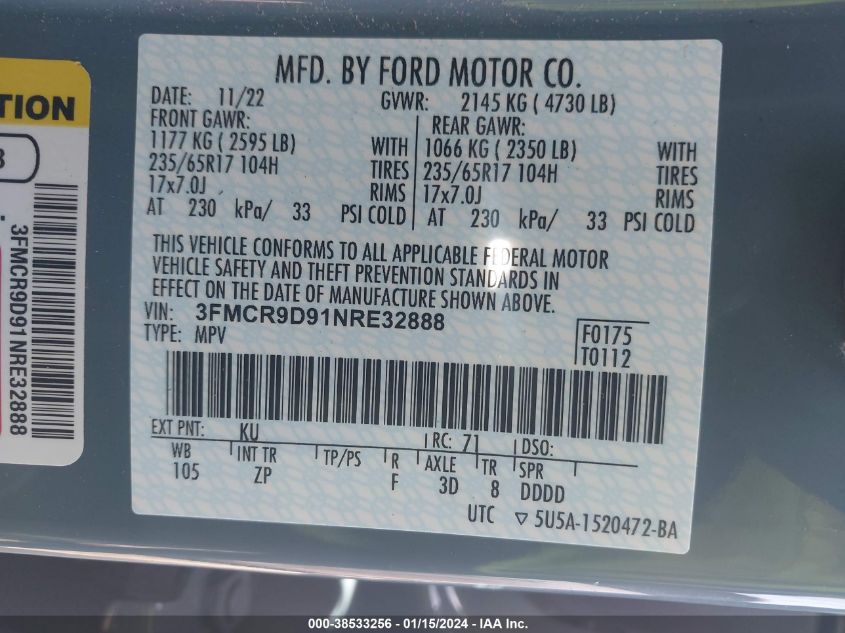 TION
3
3FMCR9D91NRE32888
MFD. BY FORD MOTOR CO.
DATE: 11/22 GVWR: 2145 KG ( 4730 LB)
FRONT GAWR: REAR GAWR:
1177 KG ( 2595 LB) WITH 1066 KG ( 2350 LB) WITH
235/65R17 104H TIRES 235/65R17 104H TIRES
17x7.0J RIMS 17x7.0J RIMS
AT 230 kPa/ 33 PSI COLD AT 230 kPa/ 33 PSI COLD
THIS VEHICLE CONFORMS TO ALL APPLICABLE FEDERAL MOTOR
VEHICLE SAFETY AND THEFT PREVENTION STANDARDS IN
EFFECT ON THE DATE OF MANUFACTURE SHOWN ABOVE.
VIN: 3FMCR9D91NRE32888
TYPE: MPV
F0175
T0112
EXT PNT: KU RC: 71 DSO:
WB INT TR TP/PS R AXLE TR SPR
105 ZP F 3D 8 DDDD
UTC ▽ 5U5A-1520472-BA
000-38533256 - 01/15/2024 - IAA Inc.